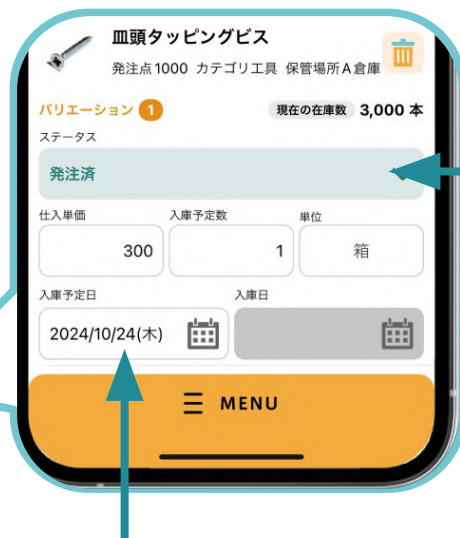 皿頭タッピングビス
発注点1000 カテゴリ工具 保管場所A倉庫
バリエーション 1 現在の在庫数 3,000 本
ステータス
発注済
仕入単価 入庫予定数 単位
300 1 箱
入庫予定日 入庫日
2024/10/24(木)
MENU